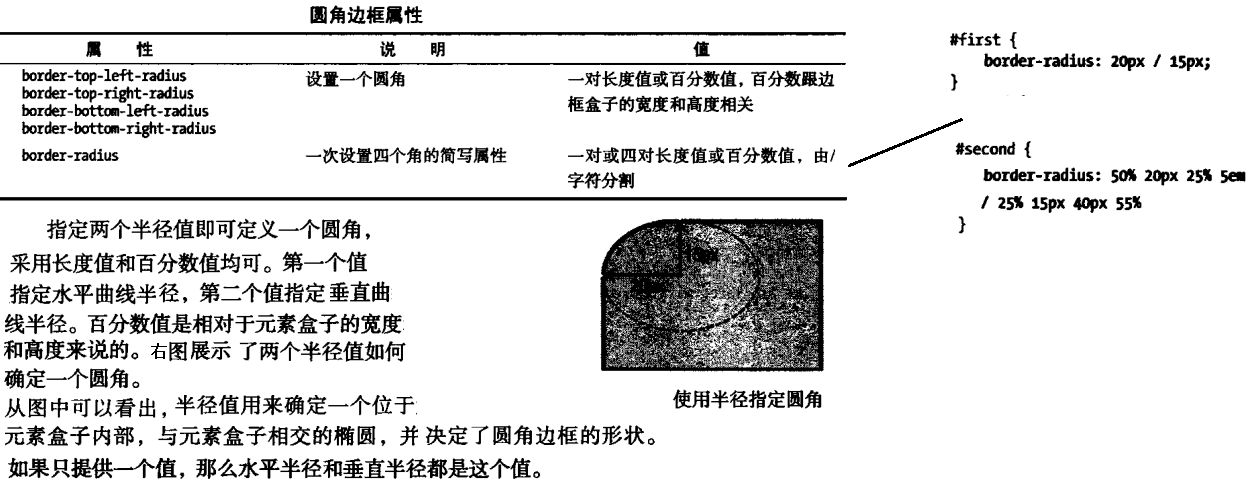 圆角边框属性
属 性 说 明 值
border-top-left-radius 设置一个圆角 一对长度值或百分数值，百分数跟边
border-top-right-radius 框盒子的宽度和高度相关
border-bottom-left-radius
border-bottom-right-radius
border-radius 一次设置四个角的简写属性 一对或四对长度值或百分数值，由/
字符分割
#first {
border-radius: 20px / 15px;
}
#second {
border-radius: 50% 20px 25% 5em
/ 25% 15px 40px 55%
}
指定两个半径值即可定义一个圆角，
采用长度值和百分数值均可。第一个值
指定水平曲线半径，第二个值指定垂直曲
线半径。百分数值是相对于元素盒子的宽度
和高度来说的。右图展示 了两个半径值如何
确定一个圆角。
从图中可以看出，半径值用来确定一个位于
元素盒子内部，与元素盒子相交的椭圆，并 决定了圆角边框的形状。
如果只提供一个值，那么水平半径和垂直半径都是这个值。
使用半径指定圆角